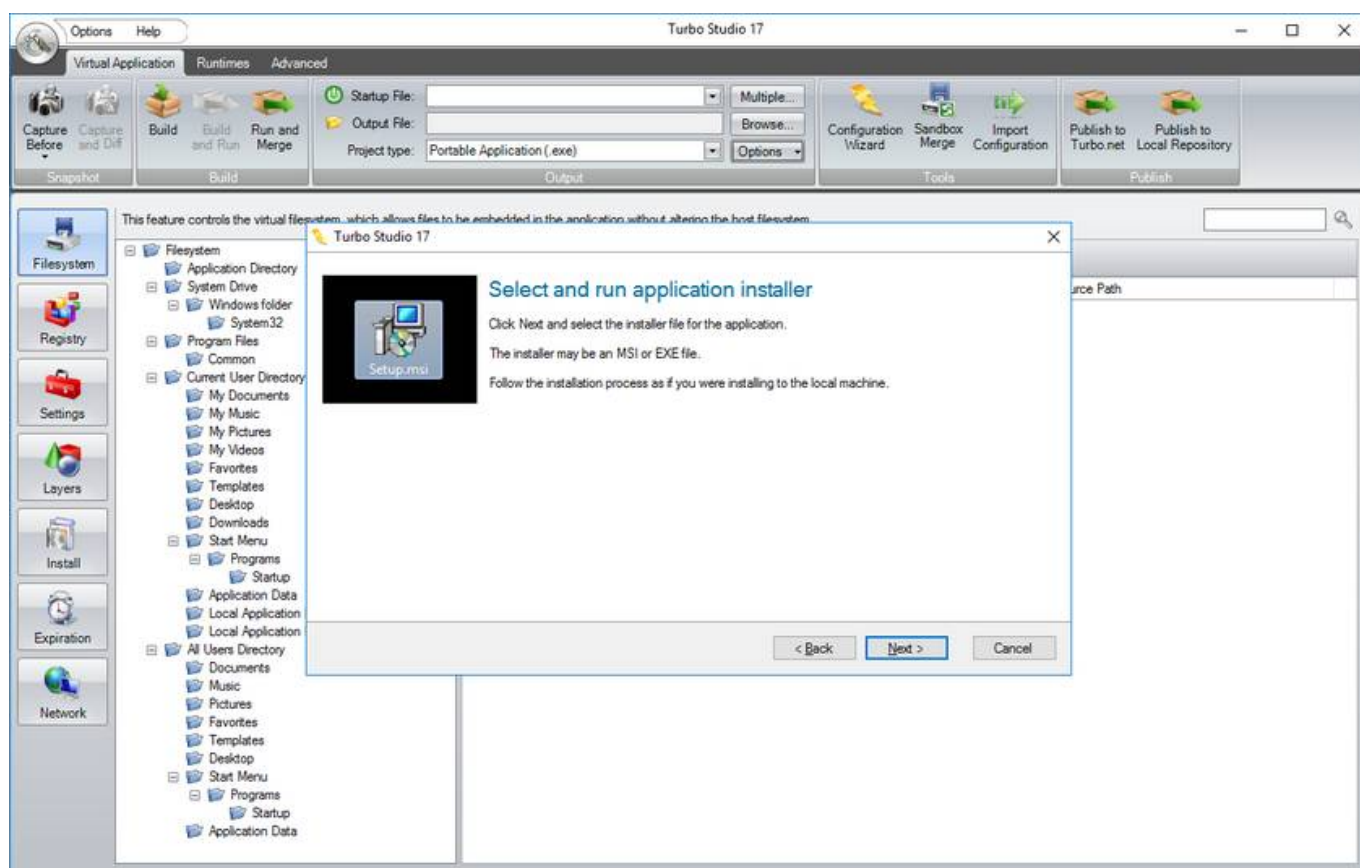 Options Help
Turbo Studio 17
Virtual Application Runtimes Advanced
Capture Before
Capture and Diff
Build
Build and Run
Run and Merge
Startup File:
Multiple...
Output File:
Browse...
Project type: Portable Application (.exe)
Options
Configuration Wizard
Sandbox Merge
Import Configuration
Publish to Turbo.net
Publish to Local Repository
Snapshot
Build
Output
Tools
Publish
This feature controls the virtual filesystem, which allows files to be embedded in the application without altering the host filesystem
Filesystem
Registry
Settings
Layers
Install
Expiration
Network
Filesystem
Application Directory
System Drive
Windows folder
System32
Program Files
Common
Current User Directory
My Documents
My Music
My Pictures
My Videos
Favorites
Templates
Desktop
Downloads
Start Menu
Programs
Startup
Application Data
Local Application
Local Application
All Users Directory
Documents
Music
Pictures
Favorites
Templates
Desktop
Start Menu
Programs
Startup
Application Data
Turbo Studio 17
Setup.msi
Select and run application installer
Click Next and select the installer file for the application.
The installer may be an MSI or EXE file.
Follow the installation process as if you were installing to the local machine.
< Back
Next >
Cancel
urce Path